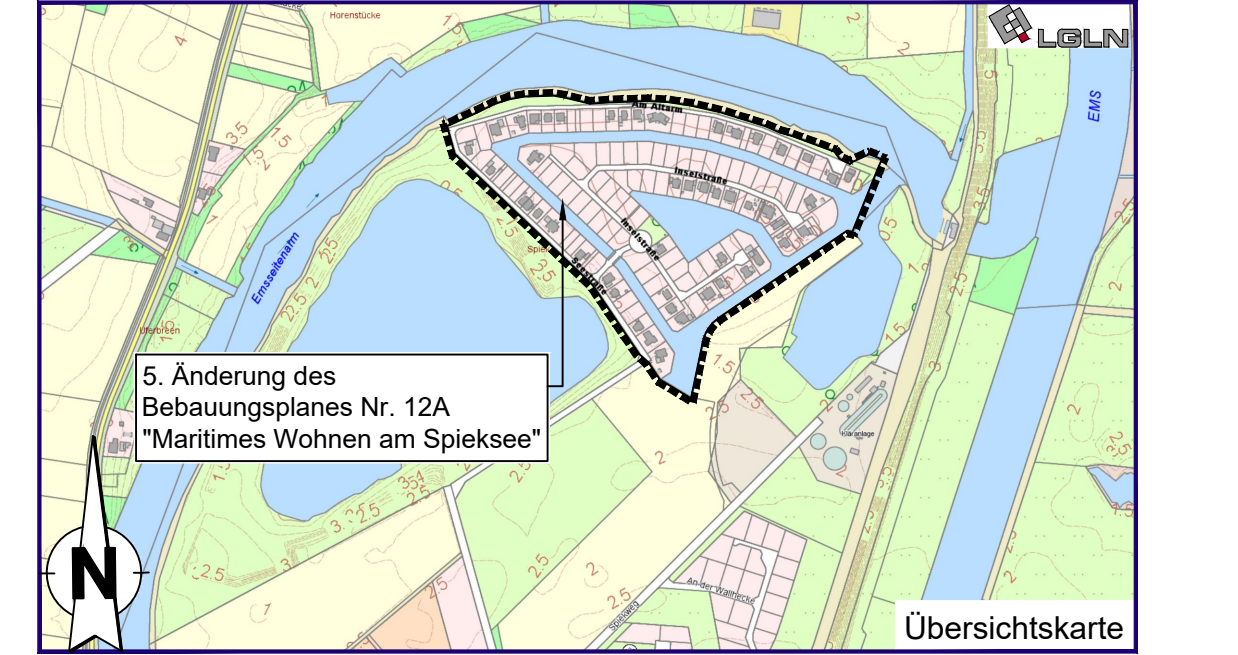 Horenstücke
LGLN
EMS
Am Altarm
Inselstraße
Inselstraße
Seestraße
Emsseitenarm
Uferbreen
5. Änderung des
Bebauungsplanes Nr. 12A
"Maritimes Wohnen am Spieksee"
Kläranlage
N
An der Wallhecke
Spiekweg
Übersichtskarte